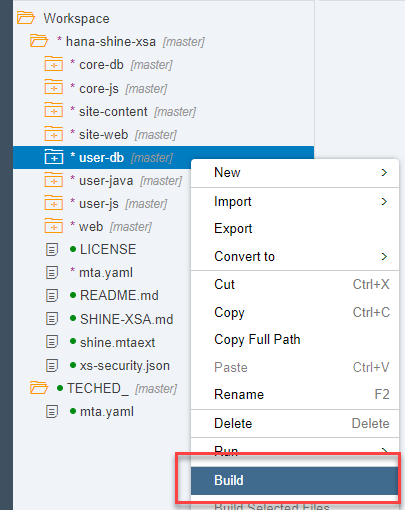 Workspace
* hana-shine-xsa [master]
* core-db [master]
* core-js [master]
* site-content [master]
* site-web [master]
* user-db [master]
* user-java [master]
* user-js [master]
* web [master]
LICENSE
* mta.yaml
README.md
SHINE-XSA.md
shine.mtaext
xs-security.json
TECHED_ [master]
mta.yaml
New
Import
Export
Convert to
Cut Ctrl+X
Copy Ctrl+C
Copy Full Path
Paste Ctrl+V
Rename F2
Delete Delete
Run
Build
Build Selected Files